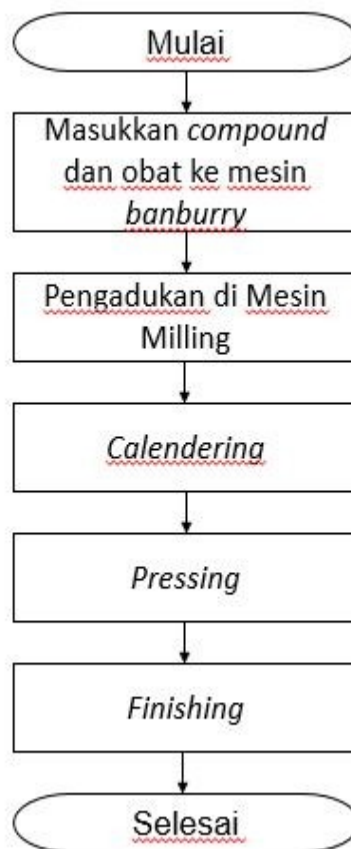 Mulai
Masukkan compound
dan obat ke mesin
banburry
Pengadukan di Mesin
Milling
Calendering
Pressing
Finishing
Selesai